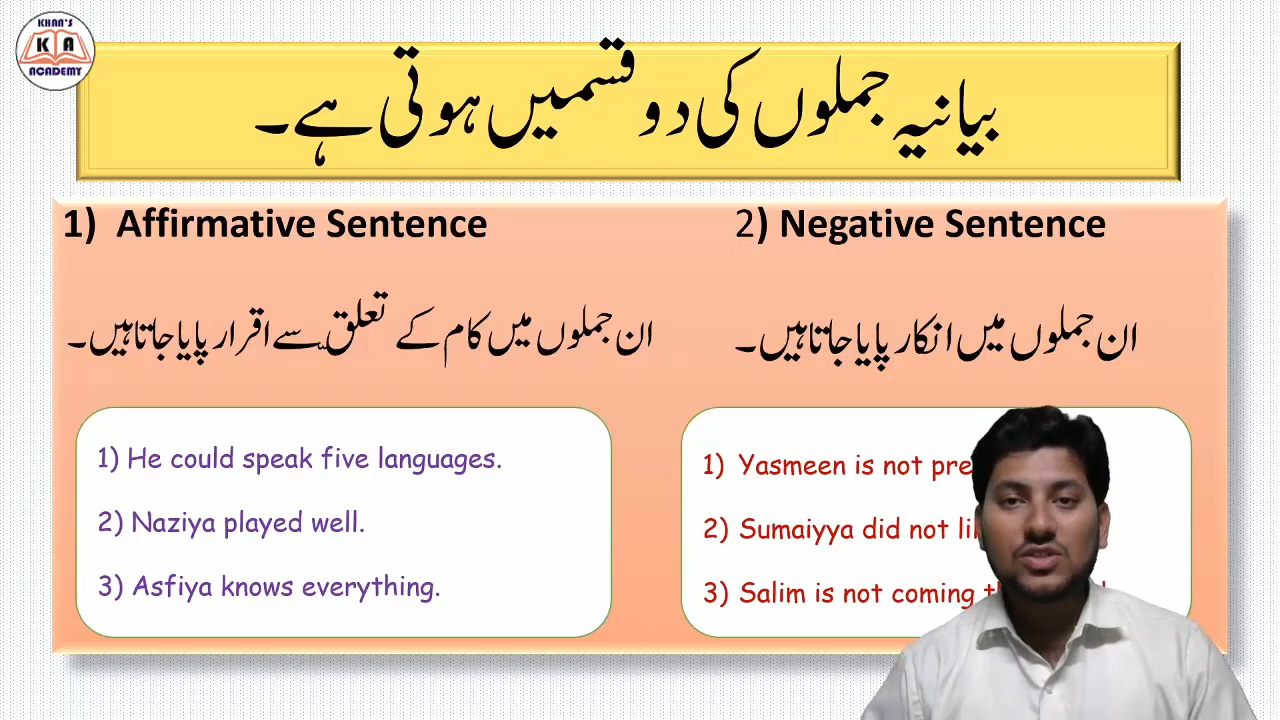 KHAN'S
K A
ACADEMY
بیانیہ جملوں کی دو قسمیں ہوتی ہے۔
1) Affirmative Sentence
2) Negative Sentence
ان جملوں میں کام کے تعلق سے اقرار پایا جاتا ہیں۔
ان جملوں میں انکار پایا جاتا ہیں۔
1) He could speak five languages.
2) Naziya played well.
3) Asfiya knows everything.
1) Yasmeen is not
2) Sumaiyya did not
3) Salim is not coming